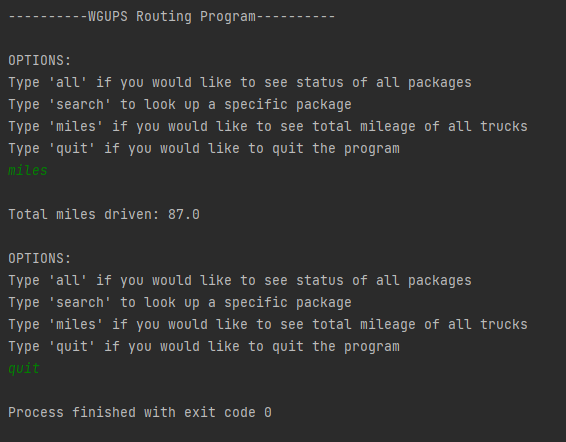 ----------WGUPS Routing Program----------
OPTIONS:
Type 'all' if you would like to see status of all packages
Type 'search' to look up a specific package
Type 'miles' if you would like to see total mileage of all trucks
Type 'quit' if you would like to quit the program
miles
Total miles driven: 87.0
OPTIONS:
Type 'all' if you would like to see status of all packages
Type 'search' to look up a specific package
Type 'miles' if you would like to see total mileage of all trucks
Type 'quit' if you would like to quit the program
quit
Process finished with exit code 0